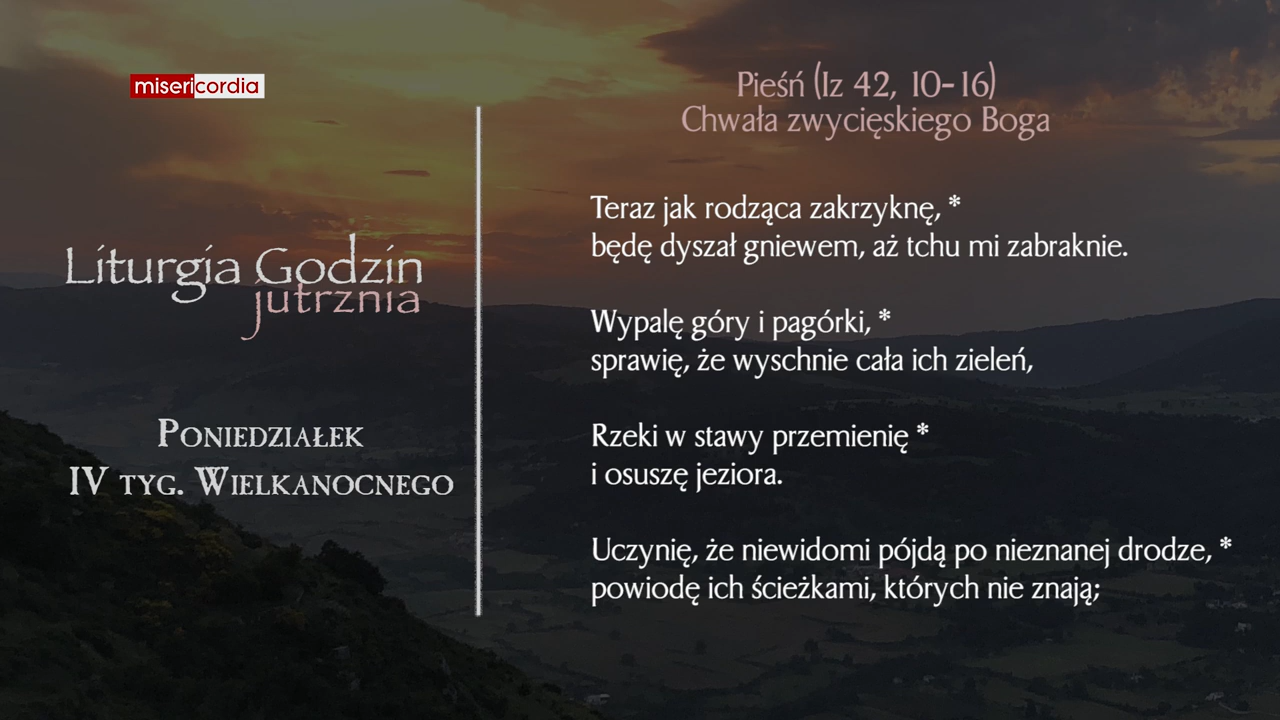 misericordia
Liturgia Godzin
jutrznia
Poniedziałek
IV tyg. Wielkanocnego
Pieśń (Iz 42, 10-16)
Chwała zwycięskiego Boga
Teraz jak rodząca zakrzyknę, *
będę dyszał gniewem, aż tchu mi zabraknie.
Wypalę góry i pagórki, *
sprawię, że wyschnie cała ich zieleń,
Rzeki w stawy przemienię *
i osuszę jeziora.
Uczynię, że niewidomi pójdą po nieznanej drodze, *
powiodę ich ścieżkami, których nie znają;